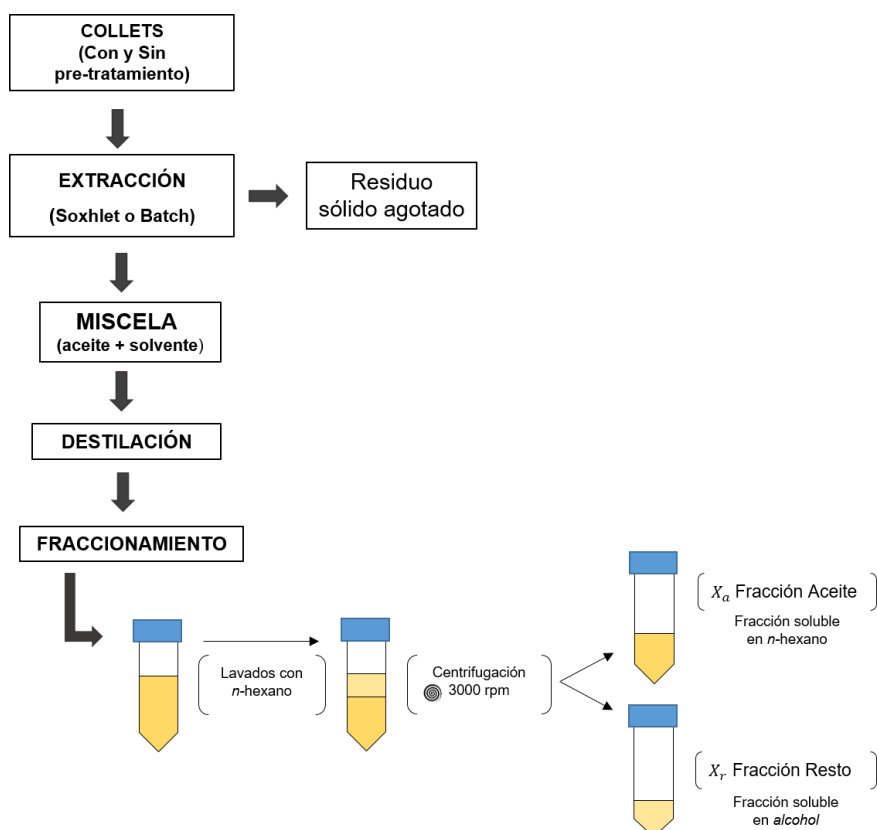 COLLETS
(Con y Sin
pre-tratamiento)
EXTRACCIÓN
(Soxhlet o Batch)
Residuo
sólido agotado
MISCELA
(aceite + solvente)
DESTILACIÓN
FRACCIONAMIENTO
Lavados con
n-hexano
Centrifugación
3000 rpm
Xₐ Fracción Aceite
Fracción soluble
en n-hexano
Xᵣ Fracción Resto
Fracción soluble
en alcohol